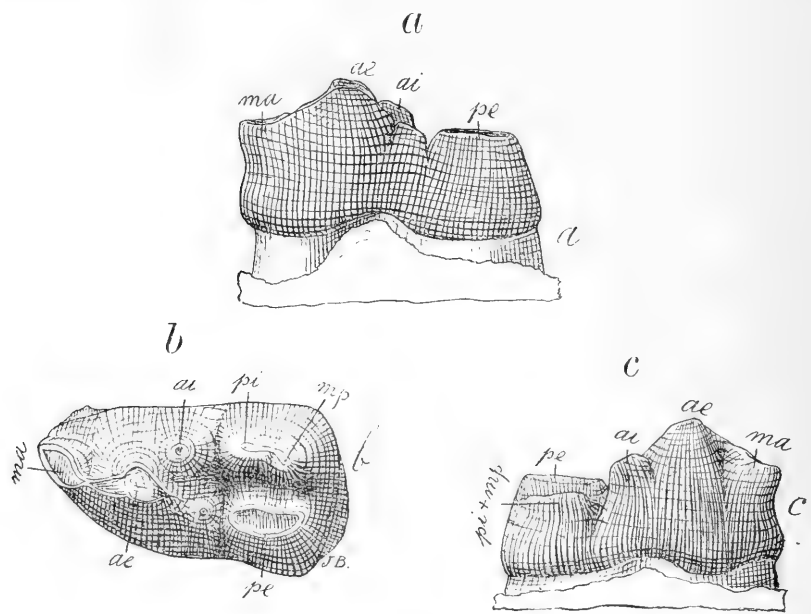 a
ma ae ai pe
a
b
ai pi mp
b
ma
ae pe J.B.
c
ae
ai ma
pe
pi + mp
c